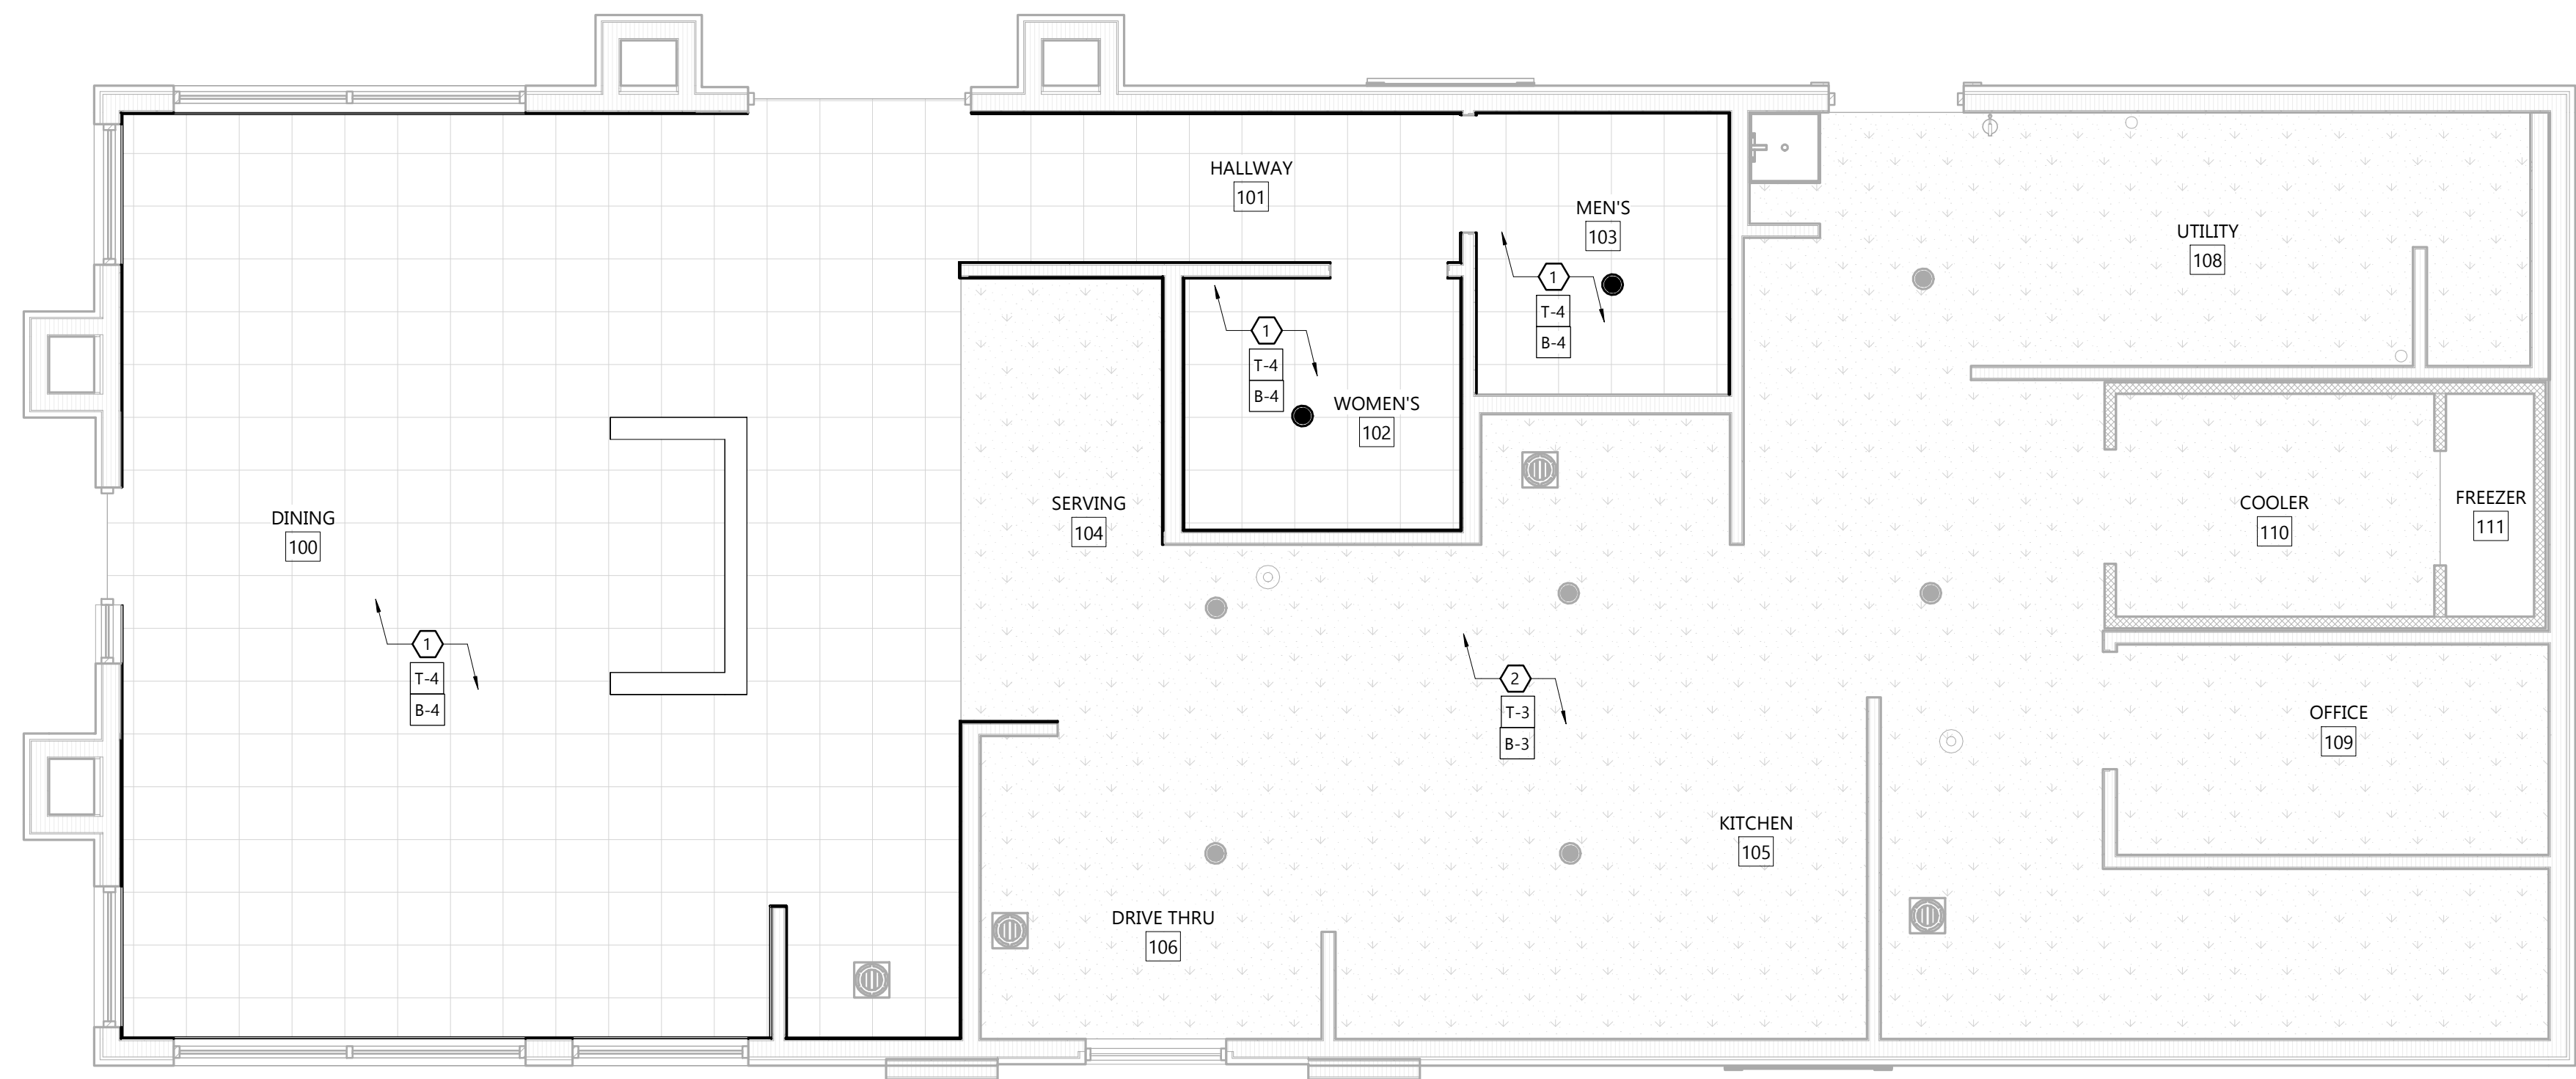 HALLWAY
101
MEN'S
103
1
T-4
B-4
UTILITY
108
1
T-4
B-4
WOMEN'S
102
DINING
100
SERVING
104
COOLER
110
FREEZER
111
1
T-4
B-4
2
T-3
B-3
OFFICE
109
KITCHEN
105
DRIVE THRU
106